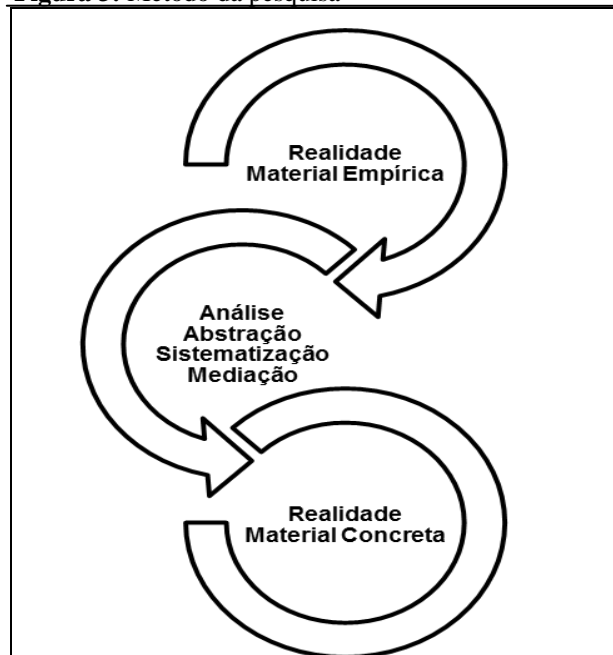 Realidade
Material Empírica
Análise
Abstração
Sistematização
Mediação
Realidade
Material Concreta